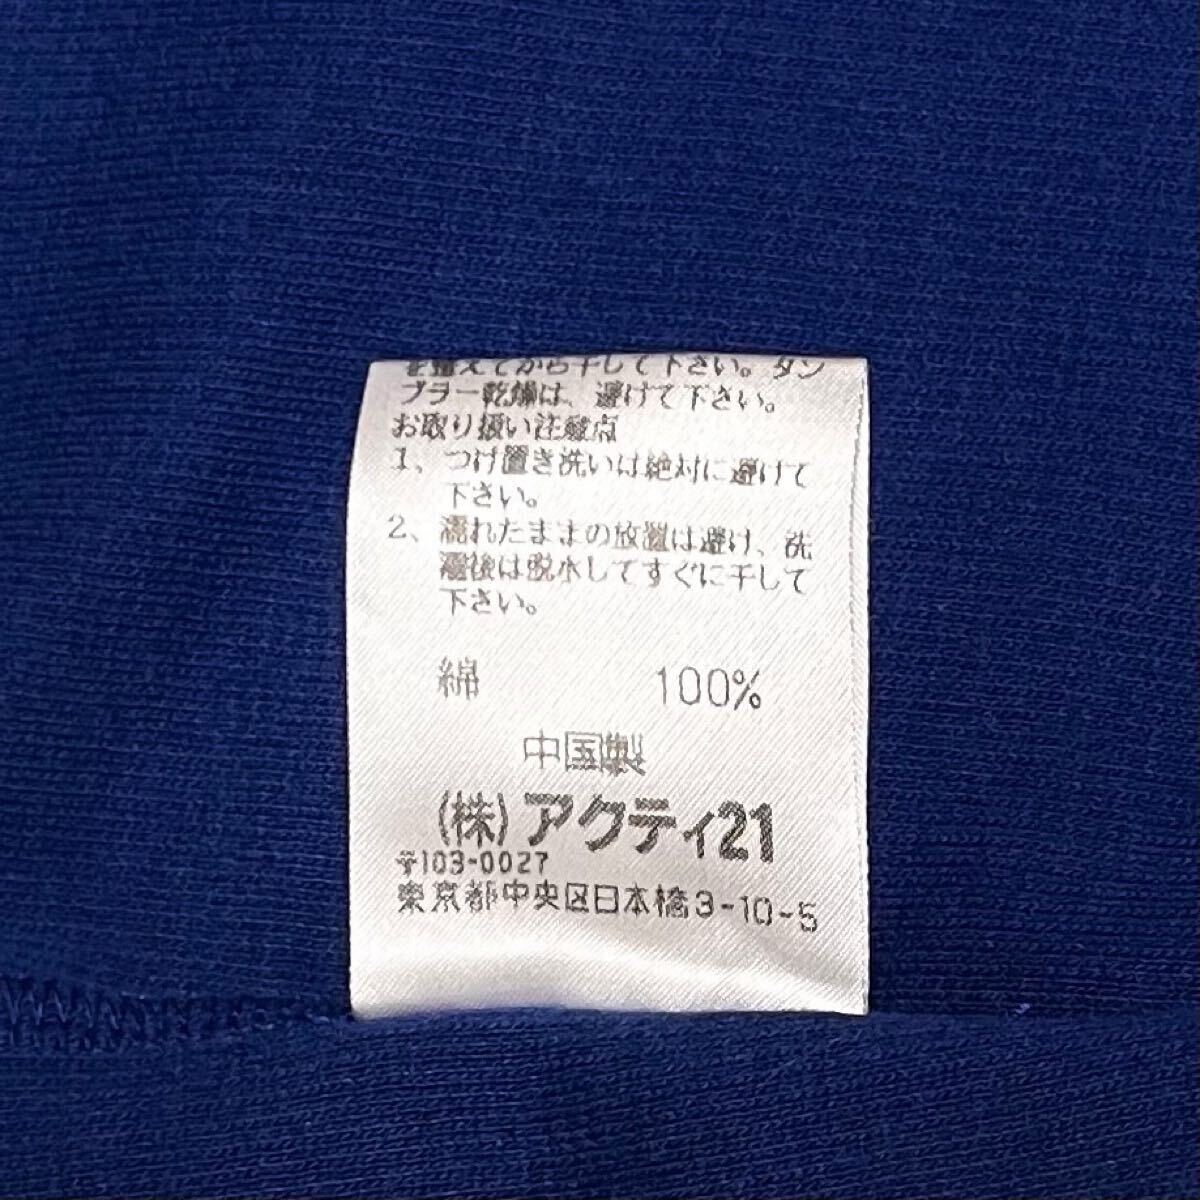 を整えてから干して下さい。タン
ブラー乾燥は、避けて下さい。
お取り扱い注意点
1、つけ置き洗いは絶対に避けて
下さい。
2、濡れたままの放置は避け、洗
濯後は脱水してすぐに干して
下さい。
綿 100%
中国製
(株)アクティ21
〒103-0027
東京都中央区日本橋3-10-5